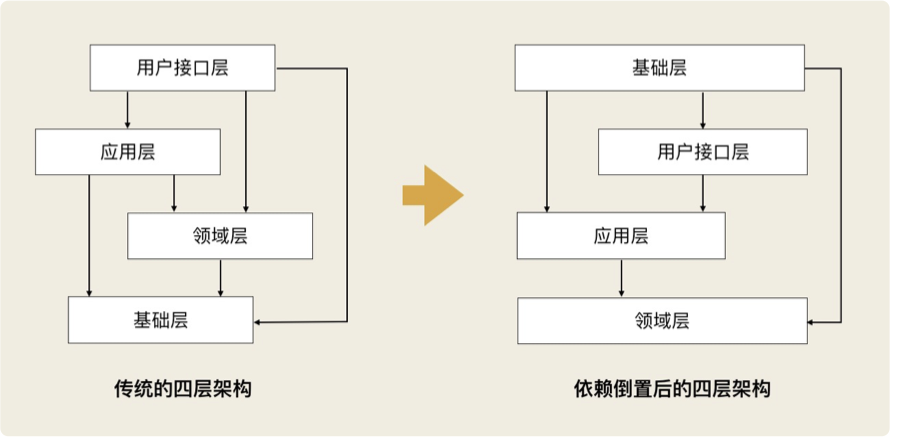 用户接口层
应用层
领域层
基础层
传统的四层架构
基础层
用户接口层
应用层
领域层
依赖倒置后的四层架构